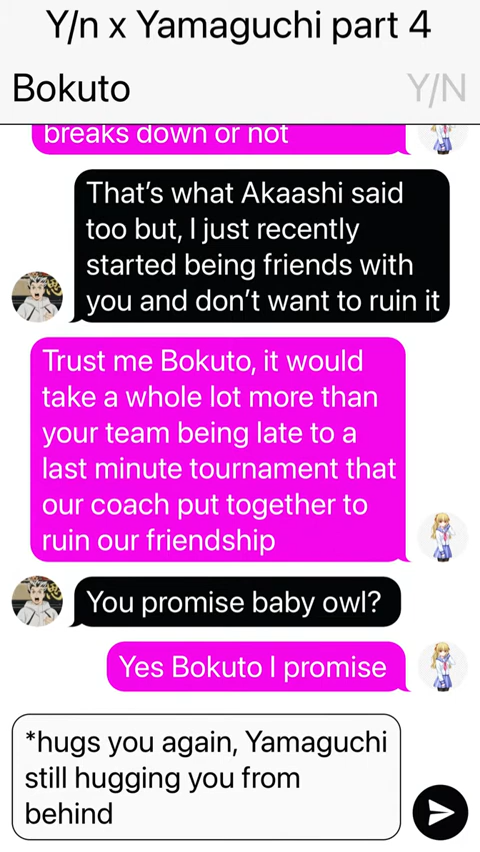 Y/n x Yamaguchi part 4
Bokuto
Y/N
breaks down or not
That's what Akaashi said
too but, I just recently
started being friends with
you and don't want to ruin it
Trust me Bokuto, it would
take a whole lot more than
your team being late to a
last minute tournament that
our coach put together to
ruin our friendship
You promise baby owl?
Yes Bokuto I promise
*hugs you again, Yamaguchi
still hugging you from
behind